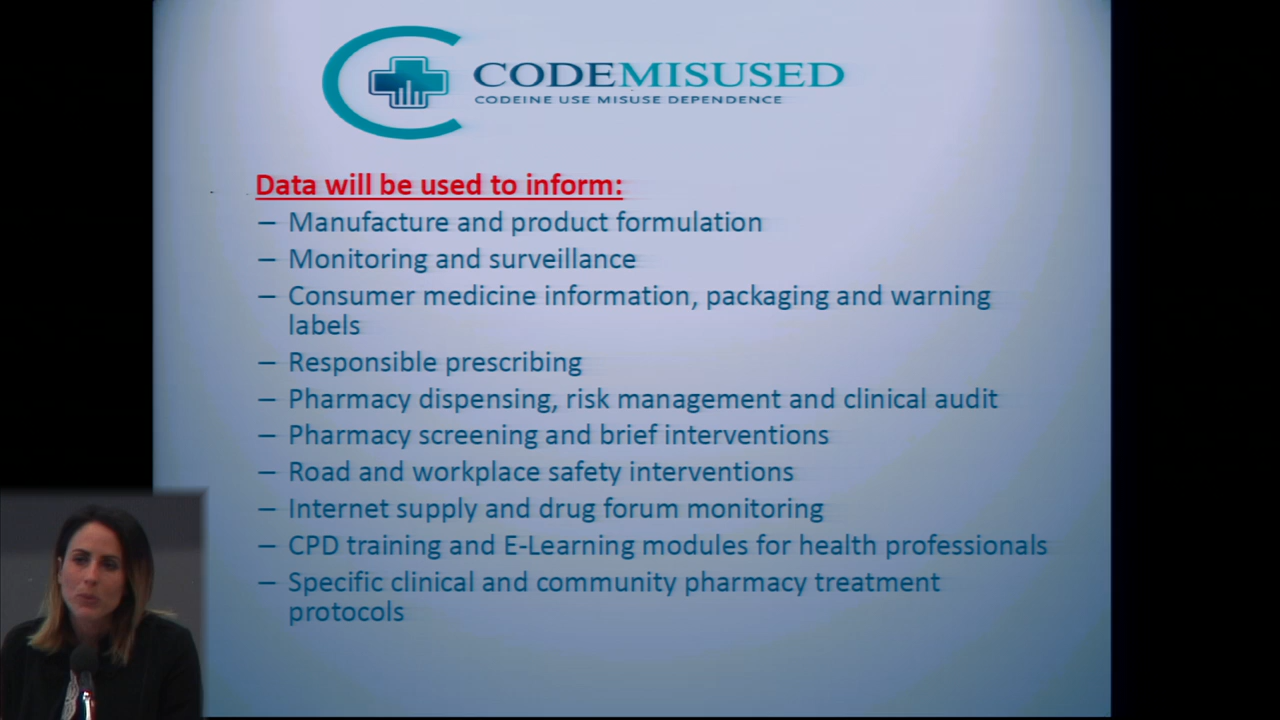 CODEMISUSED
CODEINE USE MISUSE DEPENDENCE
Data will be used to inform:
– Manufacture and product formulation
– Monitoring and surveillance
– Consumer medicine information, packaging and warning
labels
– Responsible prescribing
– Pharmacy dispensing, risk management and clinical audit
– Pharmacy screening and brief interventions
– Road and workplace safety interventions
– Internet supply and drug forum monitoring
– CPD training and E-Learning modules for health professionals
– Specific clinical and community pharmacy treatment
protocols